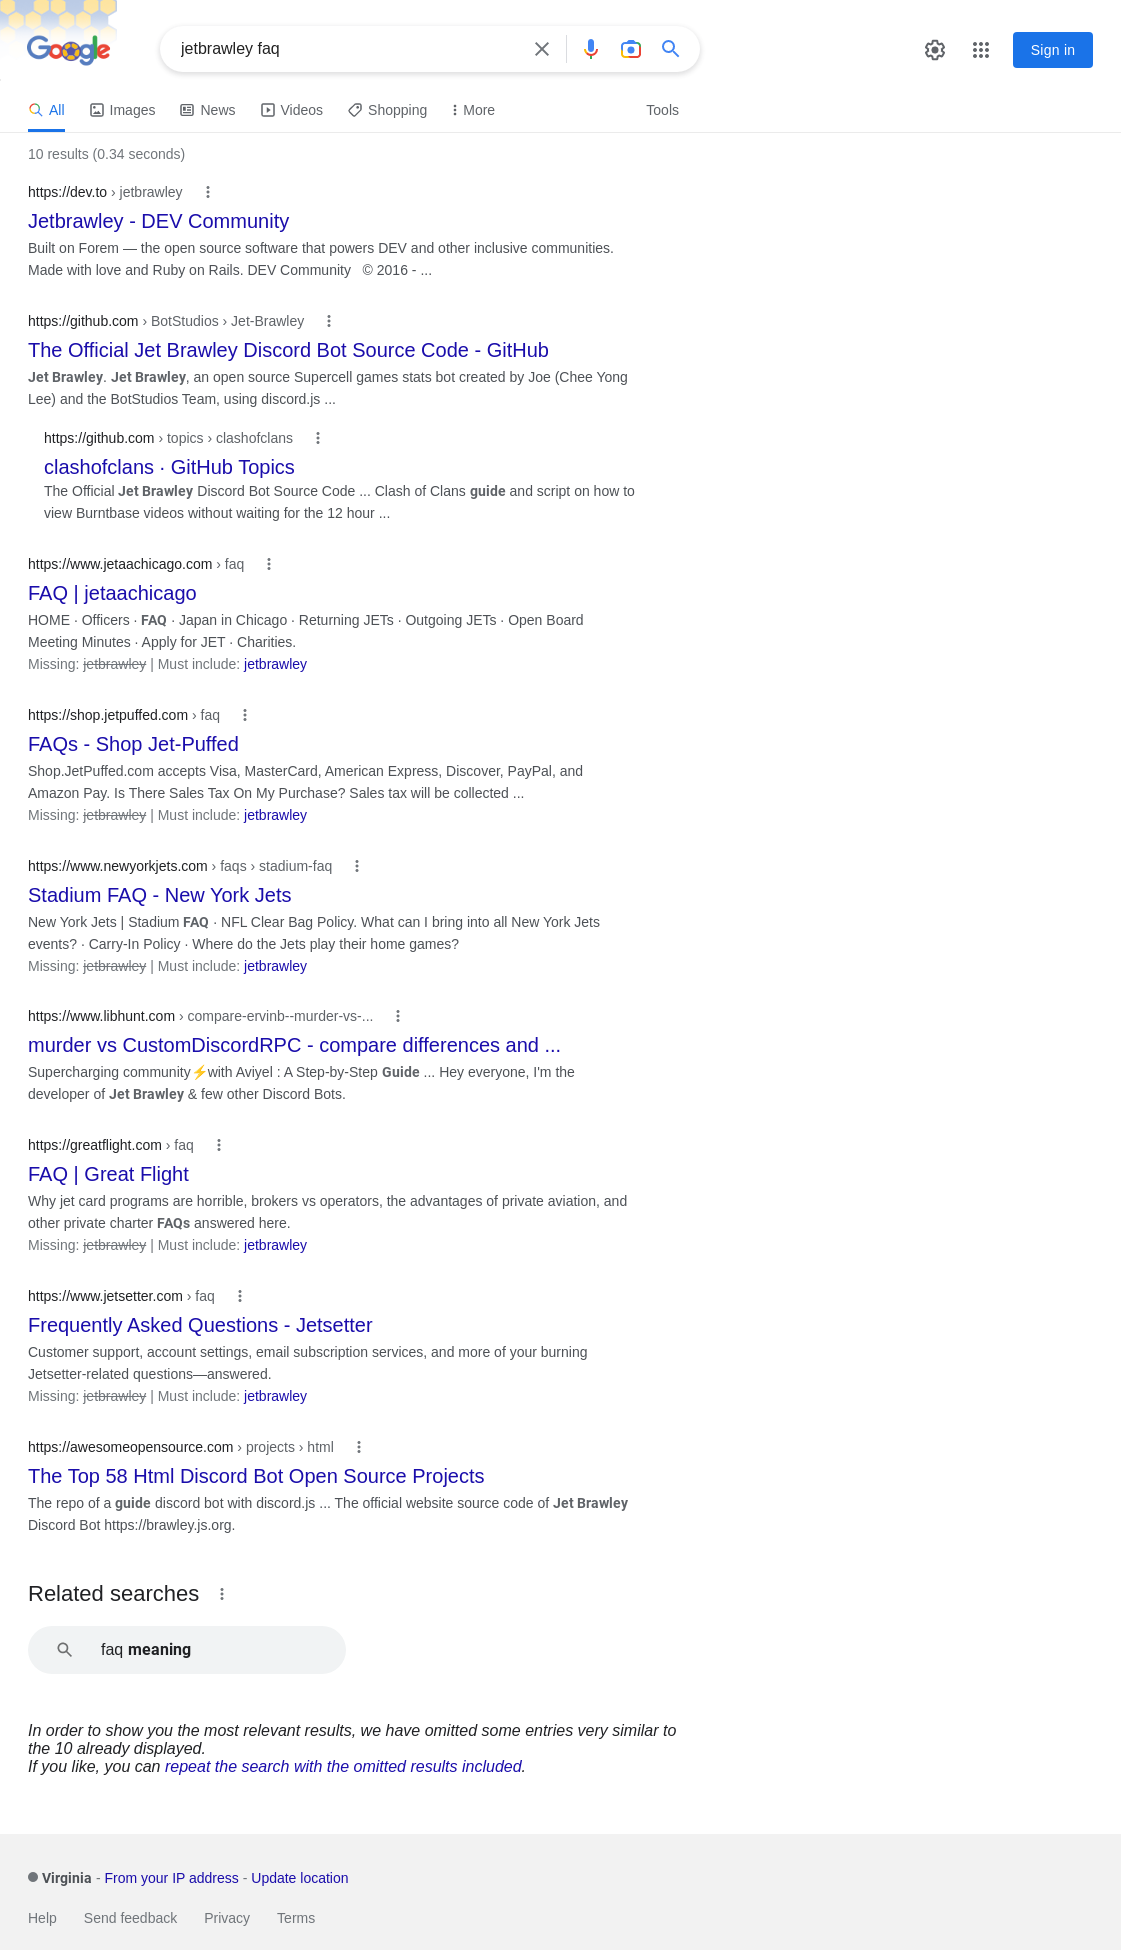 Google
jetbrawley faq
Sign in
All Images News Videos Shopping More Tools
10 results (0.34 seconds)
https://dev.to › jetbrawley
Jetbrawley - DEV Community
Built on Forem — the open source software that powers DEV and other inclusive communities.
Made with love and Ruby on Rails. DEV Community © 2016 - ...
https://github.com › BotStudios › Jet-Brawley
The Official Jet Brawley Discord Bot Source Code - GitHub
Jet Brawley. Jet Brawley, an open source Supercell games stats bot created by Joe (Chee Yong
Lee) and the BotStudios Team, using discord.js ...
https://github.com › topics › clashofclans
clashofclans · GitHub Topics
The Official Jet Brawley Discord Bot Source Code ... Clash of Clans guide and script on how to
view Burntbase videos without waiting for the 12 hour ...
https://www.jetaachicago.com › faq
FAQ | jetaachicago
HOME · Officers · FAQ · Japan in Chicago · Returning JETs · Outgoing JETs · Open Board
Meeting Minutes · Apply for JET · Charities.
Missing: jetbrawley | Must include: jetbrawley
https://shop.jetpuffed.com › faq
FAQs - Shop Jet-Puffed
Shop.JetPuffed.com accepts Visa, MasterCard, American Express, Discover, PayPal, and
Amazon Pay. Is There Sales Tax On My Purchase? Sales tax will be collected ...
Missing: jetbrawley | Must include: jetbrawley
https://www.newyorkjets.com › faqs › stadium-faq
Stadium FAQ - New York Jets
New York Jets | Stadium FAQ · NFL Clear Bag Policy. What can I bring into all New York Jets
events? · Carry-In Policy · Where do the Jets play their home games?
Missing: jetbrawley | Must include: jetbrawley
https://www.libhunt.com › compare-ervinb--murder-vs-...
murder vs CustomDiscordRPC - compare differences and ...
Supercharging community⚡with Aviyel : A Step-by-Step Guide ... Hey everyone, I'm the
developer of Jet Brawley & few other Discord Bots.
https://greatflight.com › faq
FAQ | Great Flight
Why jet card programs are horrible, brokers vs operators, the advantages of private aviation, and
other private charter FAQs answered here.
Missing: jetbrawley | Must include: jetbrawley
https://www.jetsetter.com › faq
Frequently Asked Questions - Jetsetter
Customer support, account settings, email subscription services, and more of your burning
Jetsetter-related questions—answered.
Missing: jetbrawley | Must include: jetbrawley
https://awesomeopensource.com › projects › html
The Top 58 Html Discord Bot Open Source Projects
The repo of a guide discord bot with discord.js ... The official website source code of Jet Brawley
Discord Bot https://brawley.js.org.
Related searches
faq meaning
In order to show you the most relevant results, we have omitted some entries very similar to
the 10 already displayed.
If you like, you can repeat the search with the omitted results included.
Virginia - From your IP address - Update location
Help Send feedback Privacy Terms